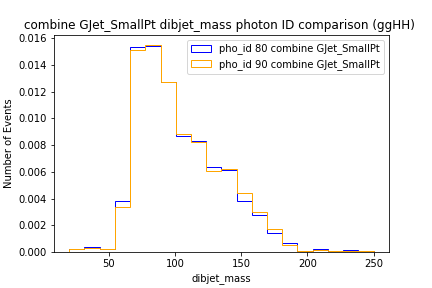 combine GJet_SmallPt dibjet_mass photon ID comparison (ggHH)
pho_id 80 combine GJet_SmallPt
pho_id 90 combine GJet_SmallPt
Number of Events
0.016
0.014
0.012
0.010
0.008
0.006
0.004
0.002
0.000
50 100 150 200 250
dibjet_mass